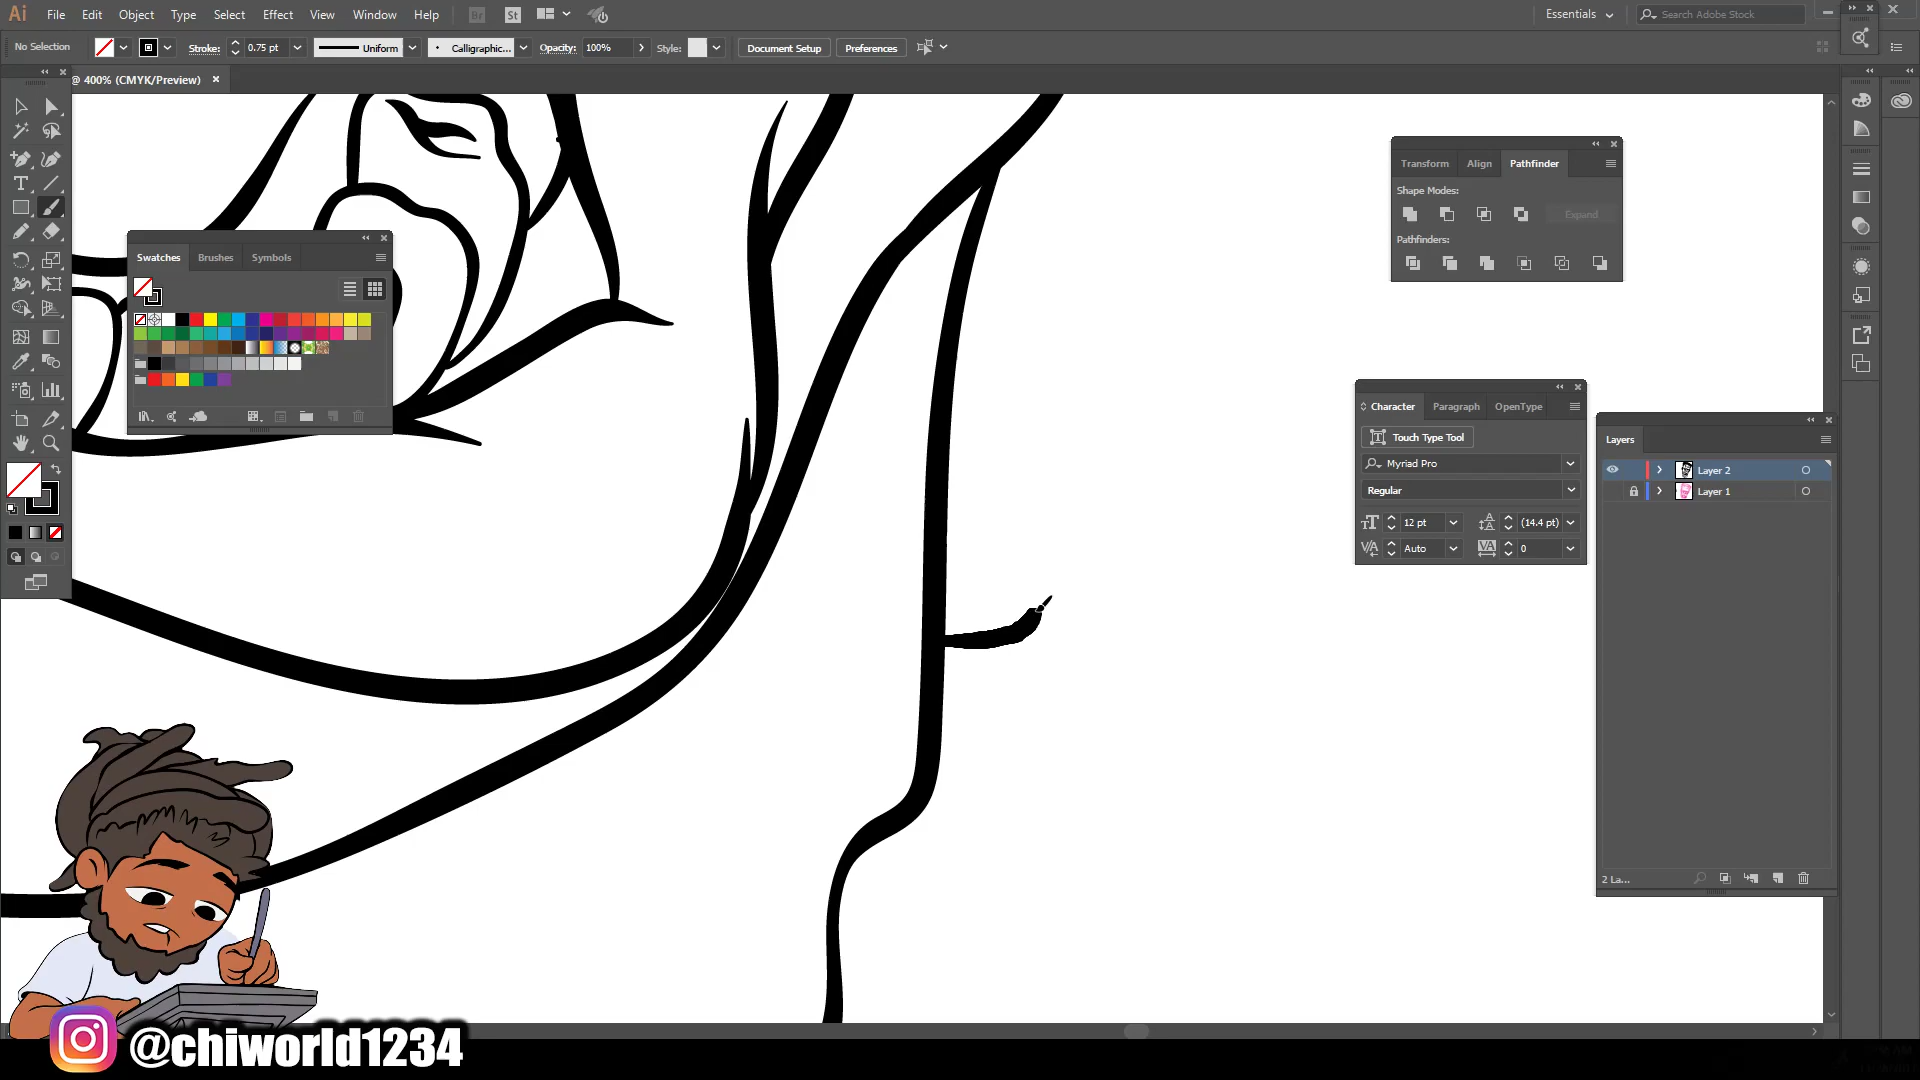 Ai File Edit Object Type Select Effect View Window Help Br St Essentials Search Adobe Stock
No Selection Stroke: 0.75 pt Uniform Calligraphic... Opacity: 100% Style: Document Setup Preferences
@ 400% (CMYK/Preview)
Transform Align Pathfinder
Shape Modes:
Expand
Pathfinders:
Swatches Brushes Symbols
Character Paragraph OpenType
Touch Type Tool
Myriad Pro
Regular
12 pt (14.4 pt)
Auto 0
Layers
Layer 2
Layer 1
2 La...
@chiworld1234